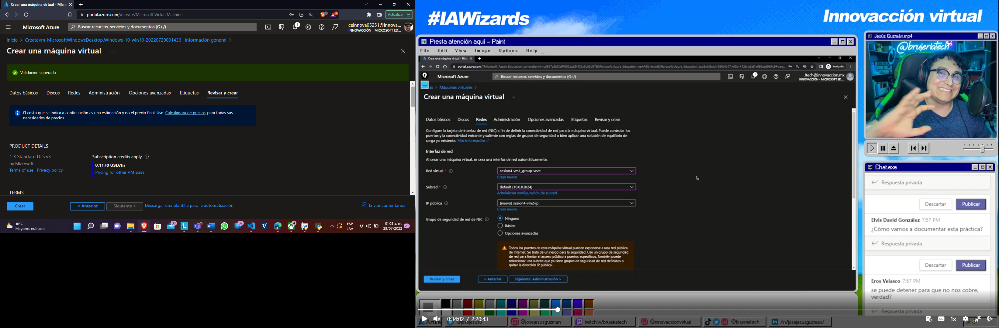 Crear una máquina virtual - Micro
portal.azure.com/#create/Microsoft.VirtualMachine
Actualizar
Microsoft Azure
Buscar recursos, servicios y documentos (G+/)
ceinnova05251@innova...
INNOVACCIÓN - MICROSOFT ED...
Inicio > CreateVm-MicrosoftWindowsDesktop.Windows-10-win10-20220729001436 | Información general >
Crear una máquina virtual ...
Validación superada
Datos básicos Discos Redes Administración Opciones avanzadas Etiquetas Revisar y crear
El costo que se indica a continuación es una estimación y no el precio final. Use Calculadora de precios para todas sus
necesidades de precios.
PRODUCT DETAILS
1 X Standard D2s v3
by Microsoft
Terms of use Privacy policy
Subscription credits apply
0,1170 USD/hr
Pricing for other VM sizes
TERMS
Crear
< Anterior
Siguiente >
Descargar una plantilla para la automatización
Enviar comentarios
16°C
Mayorm. nublado
30
39
4
ESP
LAA
01:08 a. m.
29/07/2022
25
#IAWizards
Innovacción virtual
Presta atención aquí – Paint
File Edit View Image Options Help
Crear una máquina virtual - Micr
Incógnito
Microsoft Azure
Buscar recursos, servicios y documentos (G+/)
Jtech@innovaccion.mx
INNOVACCIÓN - MICROSOFT ED...
cio > Máquinas virtuales >
Crear una máquina virtual ...
Datos básicos Discos Redes Administración Opciones avanzadas Etiquetas Revisar y crear
Configure la tarjeta de interfaz de red (NIC) a fin de definir la conectividad de red para la máquina virtual. Puede controlar los
puertos y la conectividad entrante y saliente con reglas de grupos de seguridad o bien aplicar una solución de equilibrio de
carga ya existente. Más información
Interfaz de red
Al crear una máquina virtual, se crea una interfaz de red automáticamente.
Red virtual *
sesion4-vm1_group-vnet
Crear nuevo
Subred *
default (10.0.0.0/24)
Administrar configuración de subred
IP pública
(nuevo) sesion4-vm2-ip
Crear nuevo
Grupo de seguridad de red de NIC
Ninguno
Básico
Opciones avanzadas
Todos los puertos de esta máquina virtual pueden exponerse a una red pública
de Internet. Se trata de un riesgo para la seguridad. Use un grupo de seguridad
de red para limitar el acceso público a puertos específicos. También puede
seleccionar una subred que ya tiene grupos de seguridad de red definidos o
quitar la dirección IP pública.
Revisar y crear
< Anterior
Siguiente: Administración >
Jesús Guzmán.mp4
@brujeriatech
Chat.exe
Respuesta privada
Descartar Publicar
Elvis David González 7:57 PM
¿Cómo vamos a documentar esta práctica?
Respuesta privada
Descartar Publicar
Eros Velasco 7:57 PM
se puede detener para que no nos cobre,
verdad?
Respuesta privada
0:34:02 / 2:20:43
CC
1x
Azure
@josejesuso
@josejesusguzman
twitch.tv/brujeriatech
@innovaccionvirtual
@brujeriatech
/in/josejesusguzman/